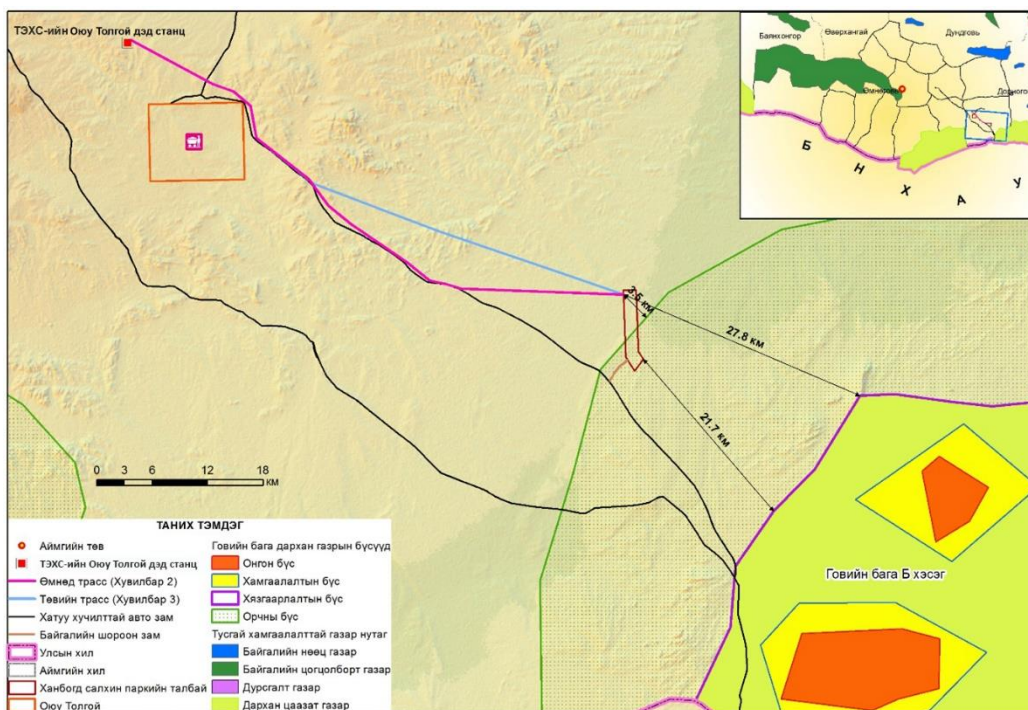 ТЭХС-ийн Оюу Толгой дэд станц
Баянхонгор
Өверхангай
Дундговь
Өмнеговь
Дорного
Б Н Х А У
3.5 км
27.8 км
21.7 км
0 3 6 12 18
КМ
Говийн бага Б хэсэг
ТАНИХ ТЭМДЭГ
Аймгийн төв
ТЭХС-ийн Оюу Толгой дэд станц
Өмнөд трасс (Хувилбар 2)
Төвийн трасс (Хувилбар 3)
Хатуу хучилттай авто зам
Байгалийн шороон зам
Улсын хил
Аймгийн хил
Ханбогд салхин паркийн талбай
Оюу Толгой
Говийн бага дархан газрын бүсүүд
Онгон бүс
Хамгаалалтын бүс
Хязгаарлалтын бүс
Орчны бүс
Тусгай хамгаалалттай газар нутаг
Байгалийн нөөц газар
Байгалийн цогцолборт газар
Дурсгалт газар
Дархан цаазат газар